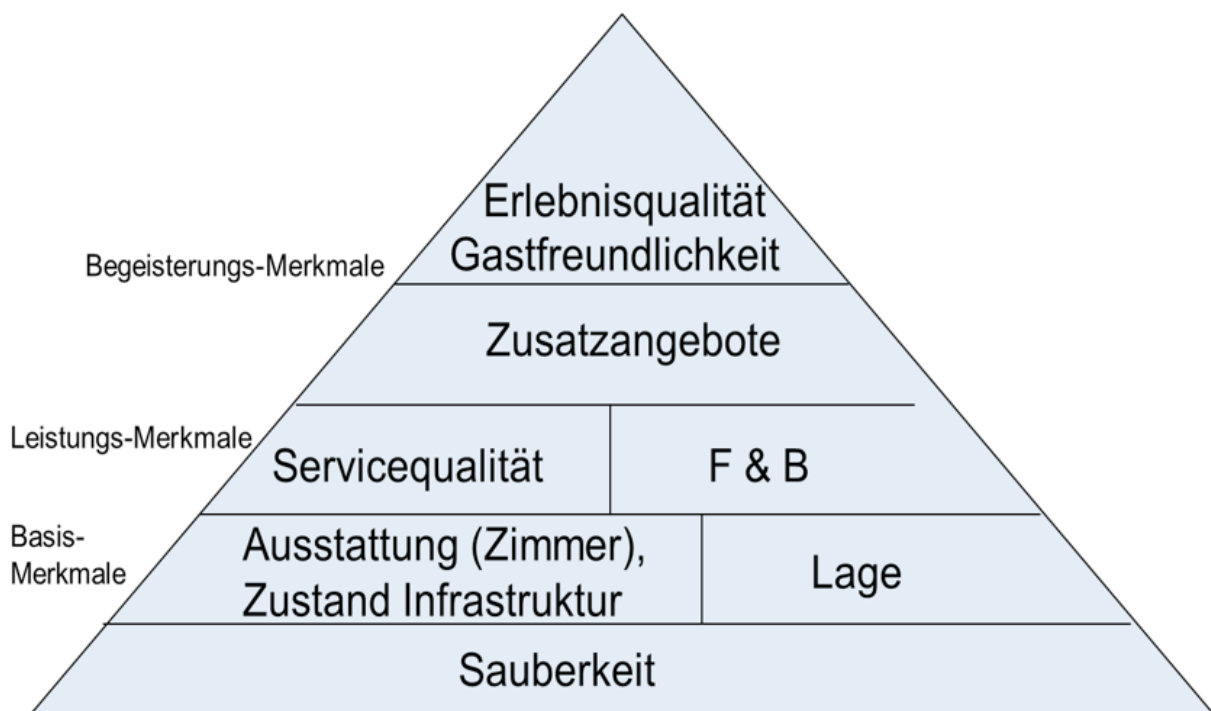 Erlebnisqualität
Gastfreundlichkeit
Begeisterungs-Merkmale
Zusatzangebote
Leistungs-Merkmale
Servicequalität
F & B
Basis-
Merkmale
Ausstattung (Zimmer),
Zustand Infrastruktur
Lage
Sauberkeit